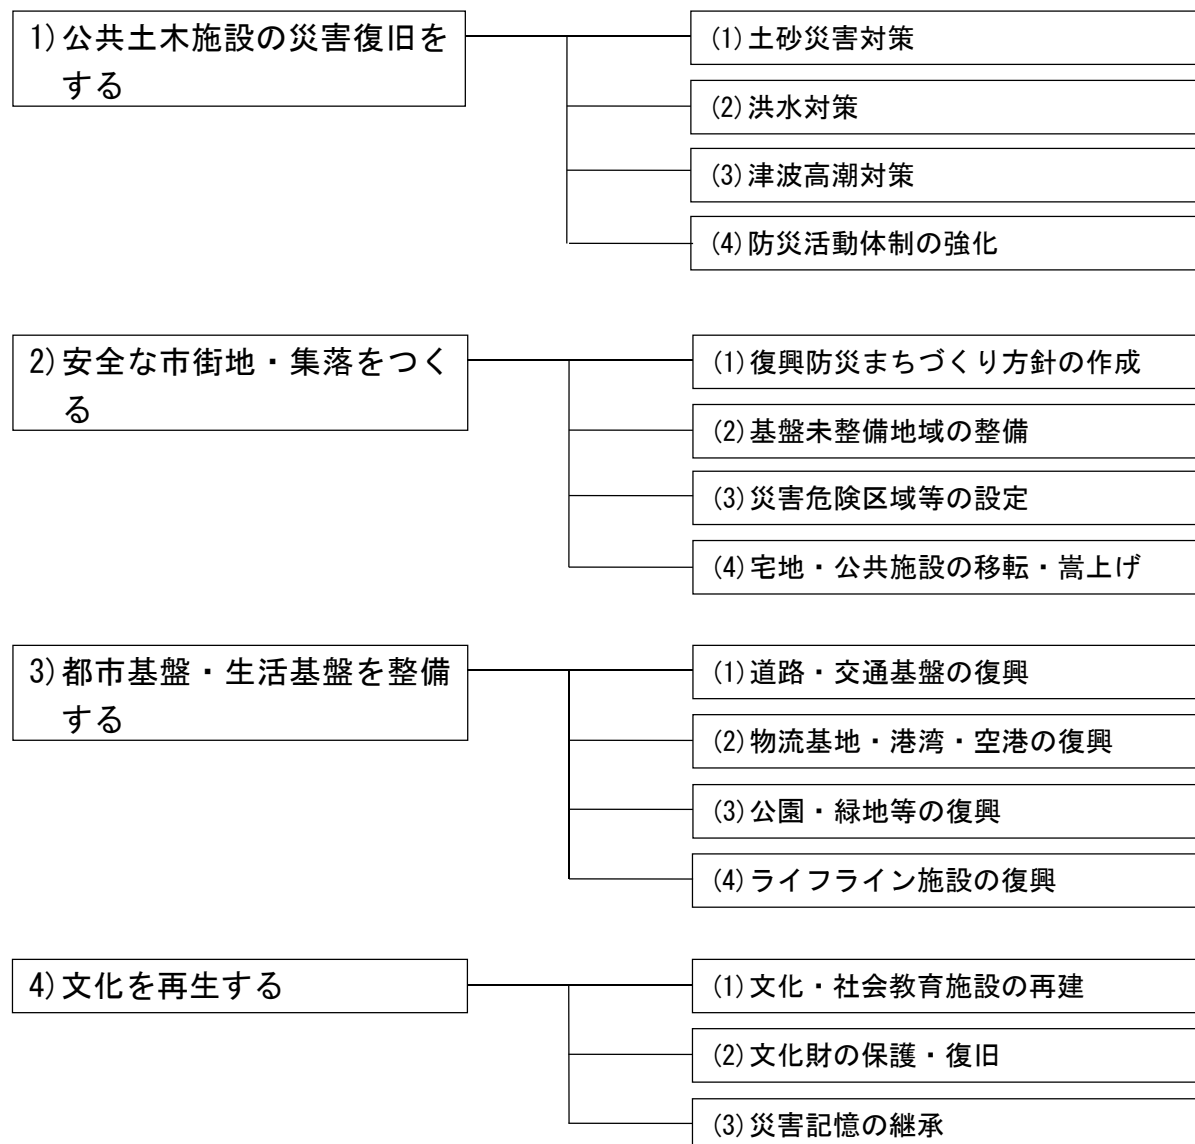 1)公共土木施設の災害復旧を
する
(1)土砂災害対策
(2)洪水対策
(3)津波高潮対策
(4)防災活動体制の強化
2)安全な市街地・集落をつく
る
(1)復興防災まちづくり方針の作成
(2)基盤未整備地域の整備
(3)災害危険区域等の設定
(4)宅地・公共施設の移転・嵩上げ
3)都市基盤・生活基盤を整備
する
(1)道路・交通基盤の復興
(2)物流基地・港湾・空港の復興
(3)公園・緑地等の復興
(4)ライフライン施設の復興
4)文化を再生する
(1)文化・社会教育施設の再建
(2)文化財の保護・復旧
(3)災害記憶の継承